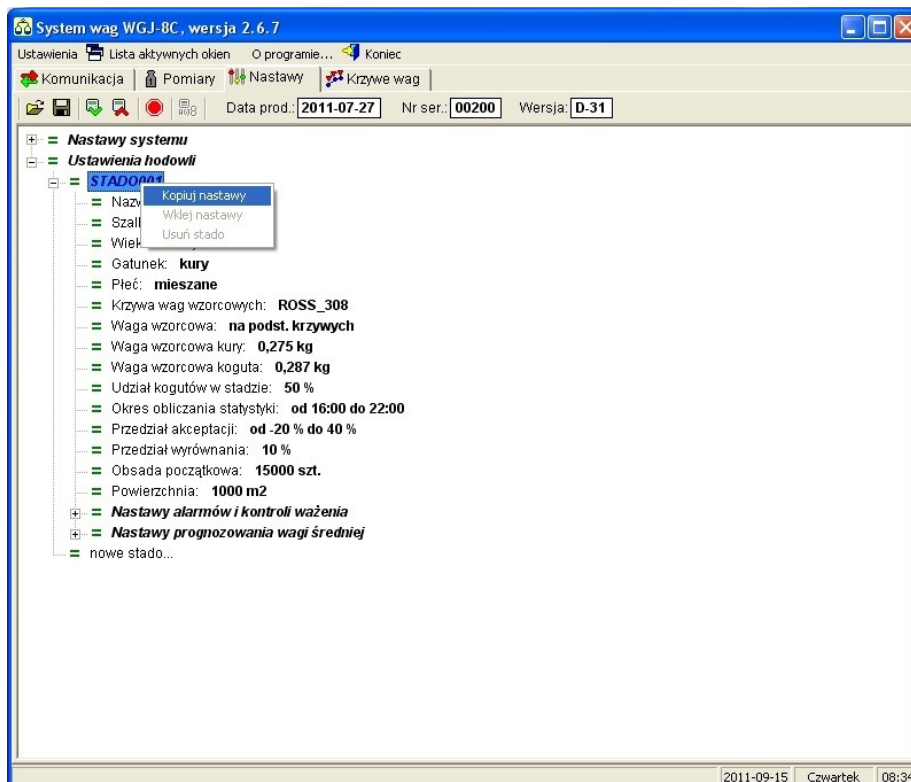 System wag WGJ-8C, wersja 2.6.7
Ustawienia Lista aktywnych okien O programie... Koniec
Komunikacja Pomiary Nastawy Krzywe wag
Data prod.: 2011-07-27 Nr ser.: 00200 Wersja: D-31
Nastawy systemu
Ustawienia hodowli
STADO001
Kopiuj nastawy
Wklej nastawy
Usuń stado
Gatunek: kury
Płeć: mieszane
Krzywa wag wzorcowych: ROSS_308
Waga wzorcowa: na podst. krzywych
Waga wzorcowa kury: 0,275 kg
Waga wzorcowa koguta: 0,287 kg
Udział kogutów w stadzie: 50 %
Okres obliczania statystyki: od 16:00 do 22:00
Przedział akceptacji: od -20 % do 40 %
Przedział wyrównania: 10 %
Obsada początkowa: 15000 szt.
Powierzchnia: 1000 m2
Nastawy alarmów i kontroli ważenia
Nastawy prognozowania wagi średniej
nowe stado...
2011-09-15 Czwartek 08:34